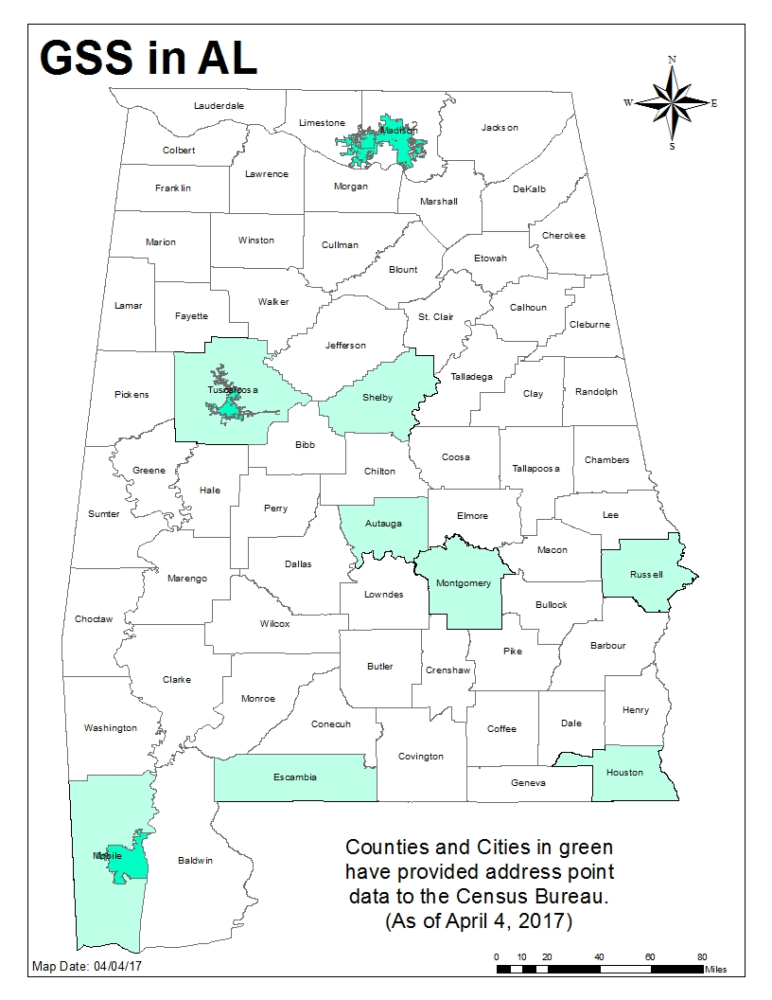 GSS in AL
N
W E
S
Lauderdale
Limestone
Madison
Jackson
Colbert
Lawrence
Franklin
Morgan
Marshall
DeKalb
Marion
Winston
Cullman
Cherokee
Etowah
Blount
Lamar
Walker
Fayette
St. Clair
Calhoun
Cleburne
Jefferson
Pickens
Tuscaloosa
Shelby
Talladega
Clay
Randolph
Bibb
Coosa
Chambers
Greene
Chilton
Tallapoosa
Hale
Sumter
Perry
Autauga
Elmore
Lee
Macon
Dallas
Marengo
Montgomery
Russell
Lowndes
Bullock
Choctaw
Wilcox
Barbour
Pike
Butler
Crenshaw
Clarke
Monroe
Henry
Washington
Conecuh
Coffee
Dale
Covington
Escambia
Geneva
Houston
Mobile
Baldwin
Counties and Cities in green
have provided address point
data to the Census Bureau.
(As of April 4, 2017)
Map Date: 04/04/17
0 10 20 40 60 80
Miles